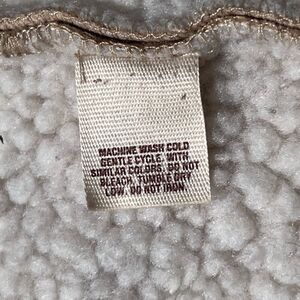 MACHINE WASH COLD
GENTLE CYCLE, WITH
SIMILAR COLORS, DO NOT
BLEACH, TUMBLE DRY
LOW, DO NOT IRON